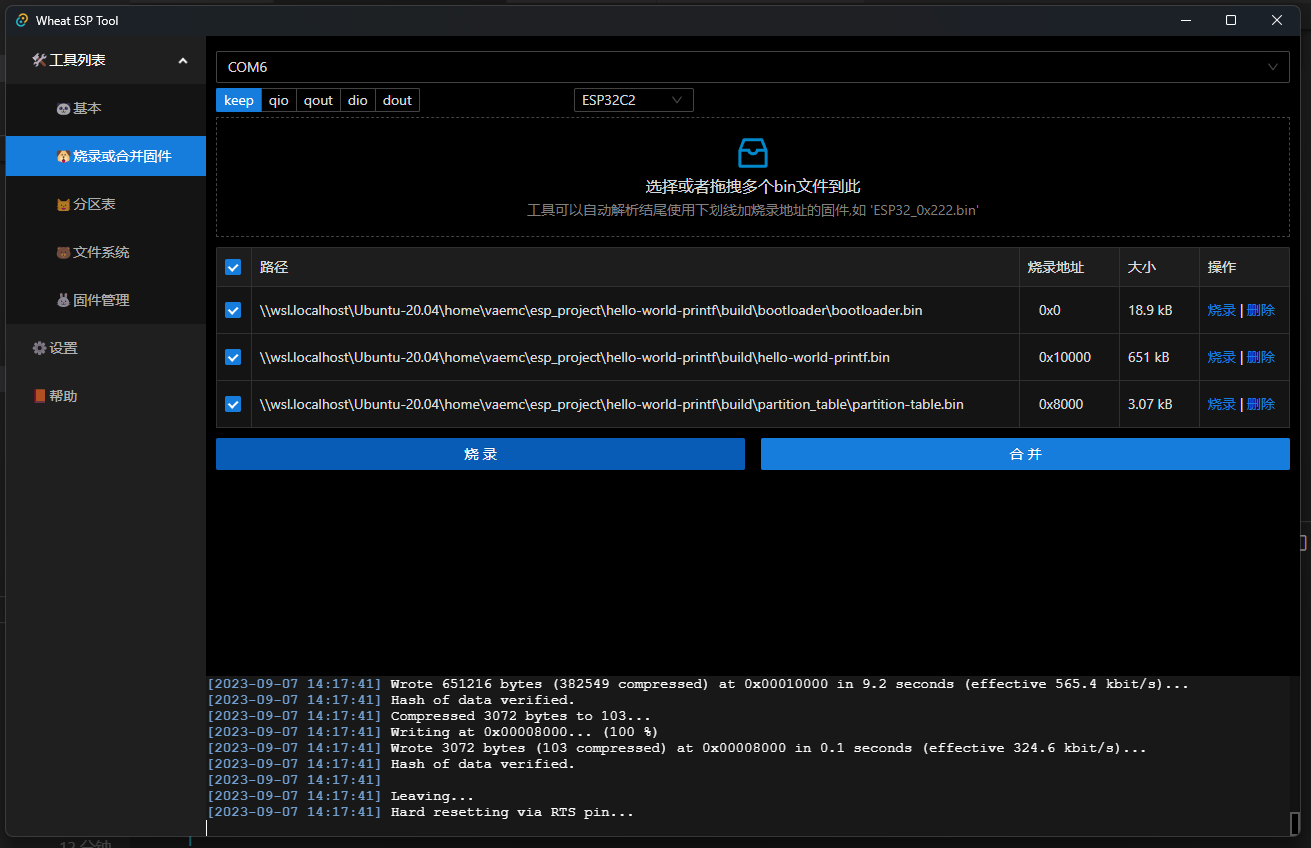 Wheat ESP Tool
工具列表
基本
烧录或合并固件
分区表
文件系统
固件管理
设置
帮助
COM6
keep qio qout dio dout ESP32C2
选择或者拖拽多个bin文件到此
工具可以自动解析结尾使用下划线加烧录地址的固件,如 'ESP32_0x222.bin'
路径 烧录地址 大小 操作
\\wsl.localhost\Ubuntu-20.04\home\vaemc\esp_project\hello-world-printf\build\bootloader\bootloader.bin 0x0 18.9 kB 烧录 | 删除
\\wsl.localhost\Ubuntu-20.04\home\vaemc\esp_project\hello-world-printf\build\hello-world-printf.bin 0x10000 651 kB 烧录 | 删除
\\wsl.localhost\Ubuntu-20.04\home\vaemc\esp_project\hello-world-printf\build\partition_table\partition-table.bin 0x8000 3.07 kB 烧录 | 删除
烧 录 合 并
[2023-09-07 14:17:41] Wrote 651216 bytes (382549 compressed) at 0x00010000 in 9.2 seconds (effective 565.4 kbit/s)...
[2023-09-07 14:17:41] Hash of data verified.
[2023-09-07 14:17:41] Compressed 3072 bytes to 103...
[2023-09-07 14:17:41] Writing at 0x00008000... (100 %)
[2023-09-07 14:17:41] Wrote 3072 bytes (103 compressed) at 0x00008000 in 0.1 seconds (effective 324.6 kbit/s)...
[2023-09-07 14:17:41] Hash of data verified.
[2023-09-07 14:17:41]
[2023-09-07 14:17:41] Leaving...
[2023-09-07 14:17:41] Hard resetting via RTS pin...
12 分钟